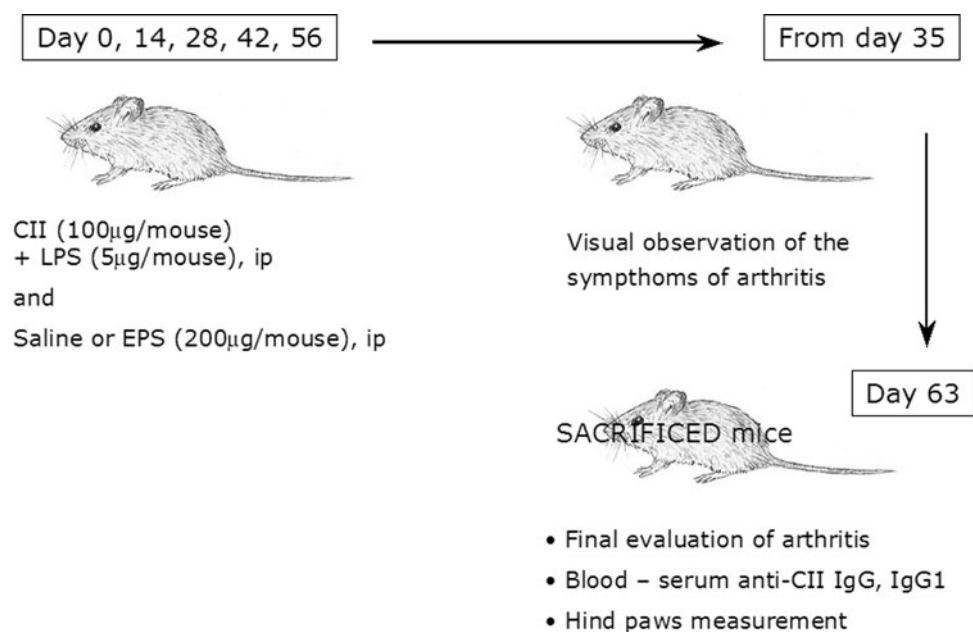 Day 0, 14, 28, 42, 56
From day 35
CII (100μg/mouse)
+ LPS (5μg/mouse), ip
and
Saline or EPS (200μg/mouse), ip
Visual observation of the
sympthoms of arthritis
Day 63
SACRIFICED mice
• Final evaluation of arthritis
• Blood – serum anti-CII IgG, IgG1
• Hind paws measurement